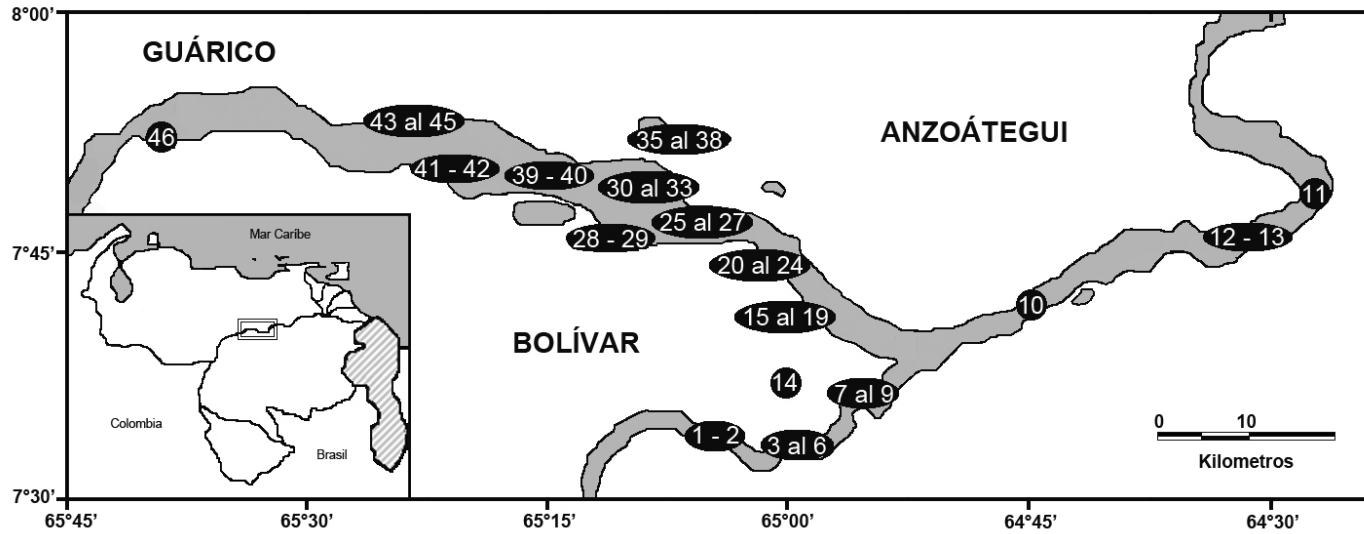 8°00'
GUÁRICO
ANZOÁTEGUI
43 al 45
46
35 al 38
41 - 42
39 - 40
30 al 33
11
25 al 27
28 - 29
12 - 13
7°45'
Mar Caribe
20 al 24
10
15 al 19
BOLÍVAR
14
7 al 9
Colombia
1 - 2
3 al 6
Brasil
0 10
Kilometros
7°30'
65°45' 65°30' 65°15' 65°00' 64°45' 64°30'